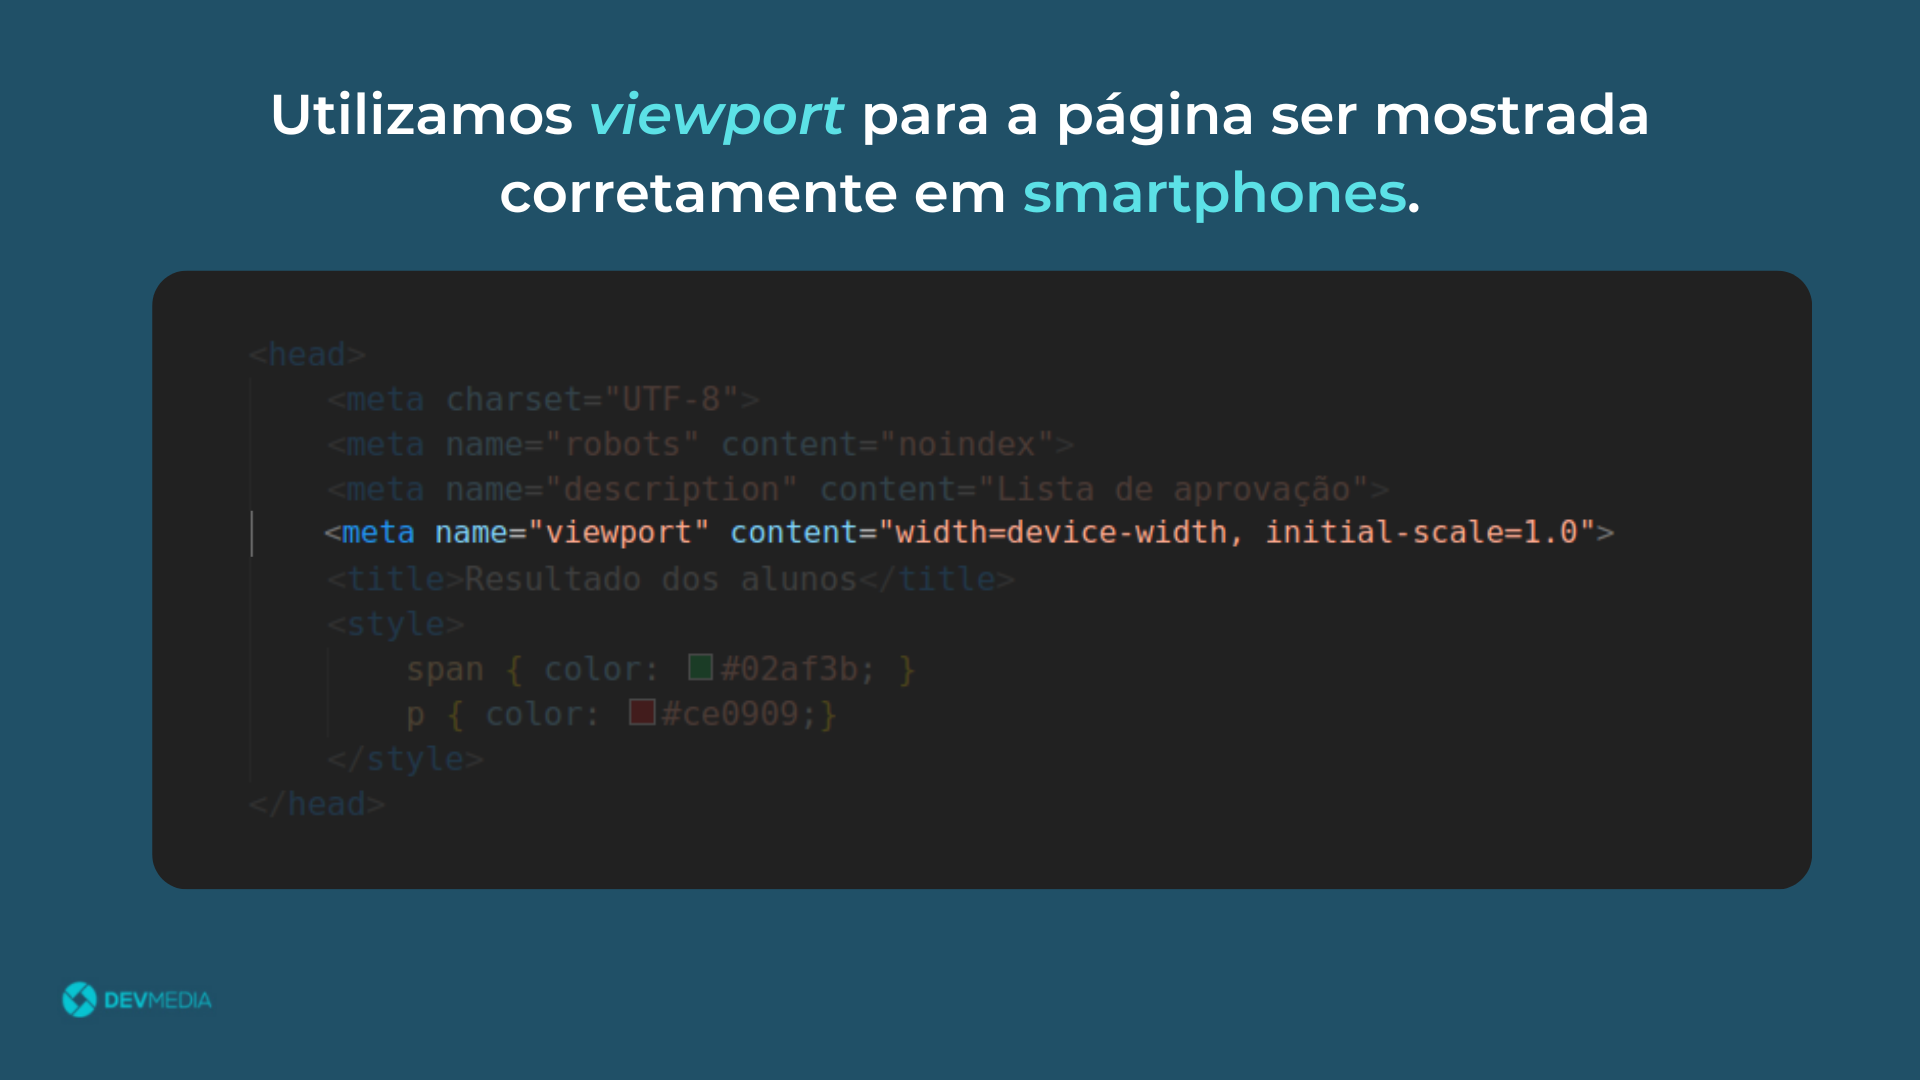 Utilizamos viewport para a página ser mostrada
corretamente em smartphones.
<head>
<meta charset="UTF-8">
<meta name="robots" content="noindex">
<meta name="description" content="Lista de aprovação">
<meta name="viewport" content="width=device-width, initial-scale=1.0">
<title>Resultado dos alunos</title>
<style>
span { color: #02af3b; }
p { color: #ce0909;}
</style>
</head>
DEVMEDIA